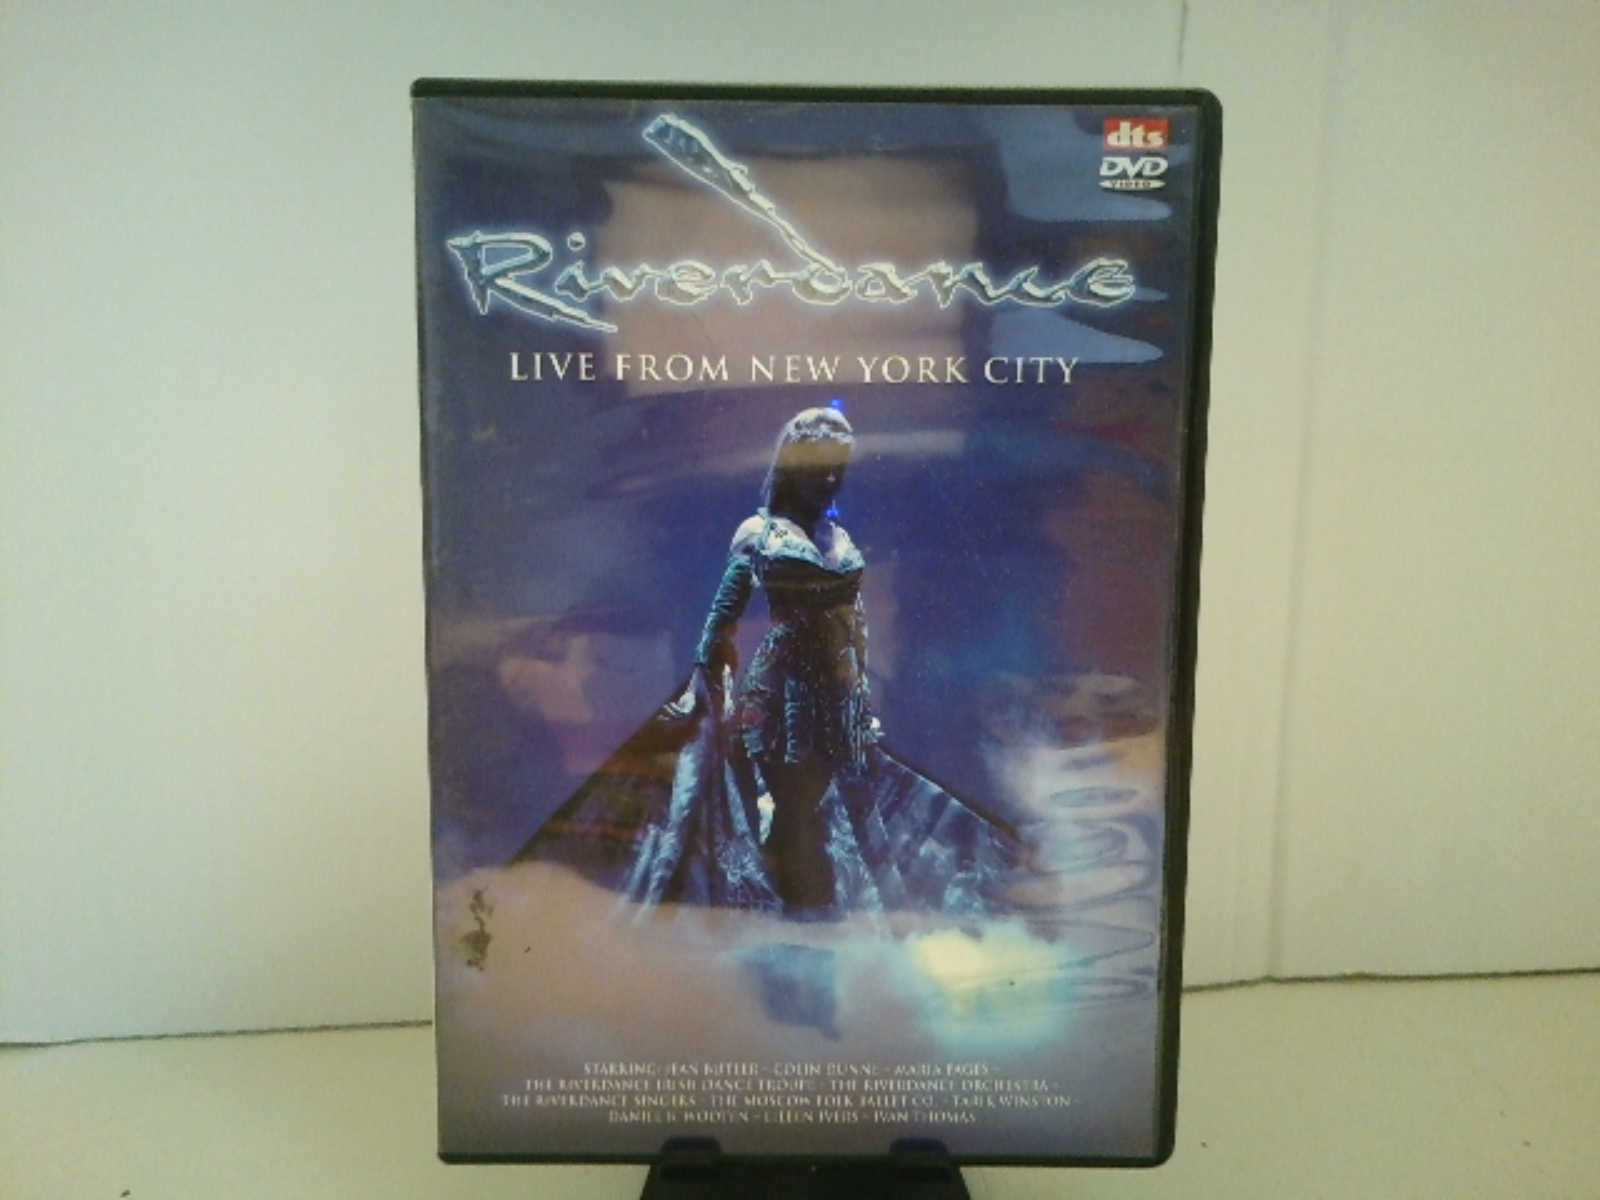 dts
DVD
VIDEO
Riverdance
LIVE FROM NEW YORK CITY
STARRING: JEAN BUTLER - COLIN DUNNE - MARIA PAGES -
THE RIVERDANCE IRISH DANCE TROUPE - THE RIVERDANCE ORCHESTRA -
THE RIVERDANCE SINGERS - THE MOSCOW FOLK BALLET CO. - TARIK WINSTON -
DANIEL B. WOOTEN - EILEEN IVERS - IVAN THOMAS